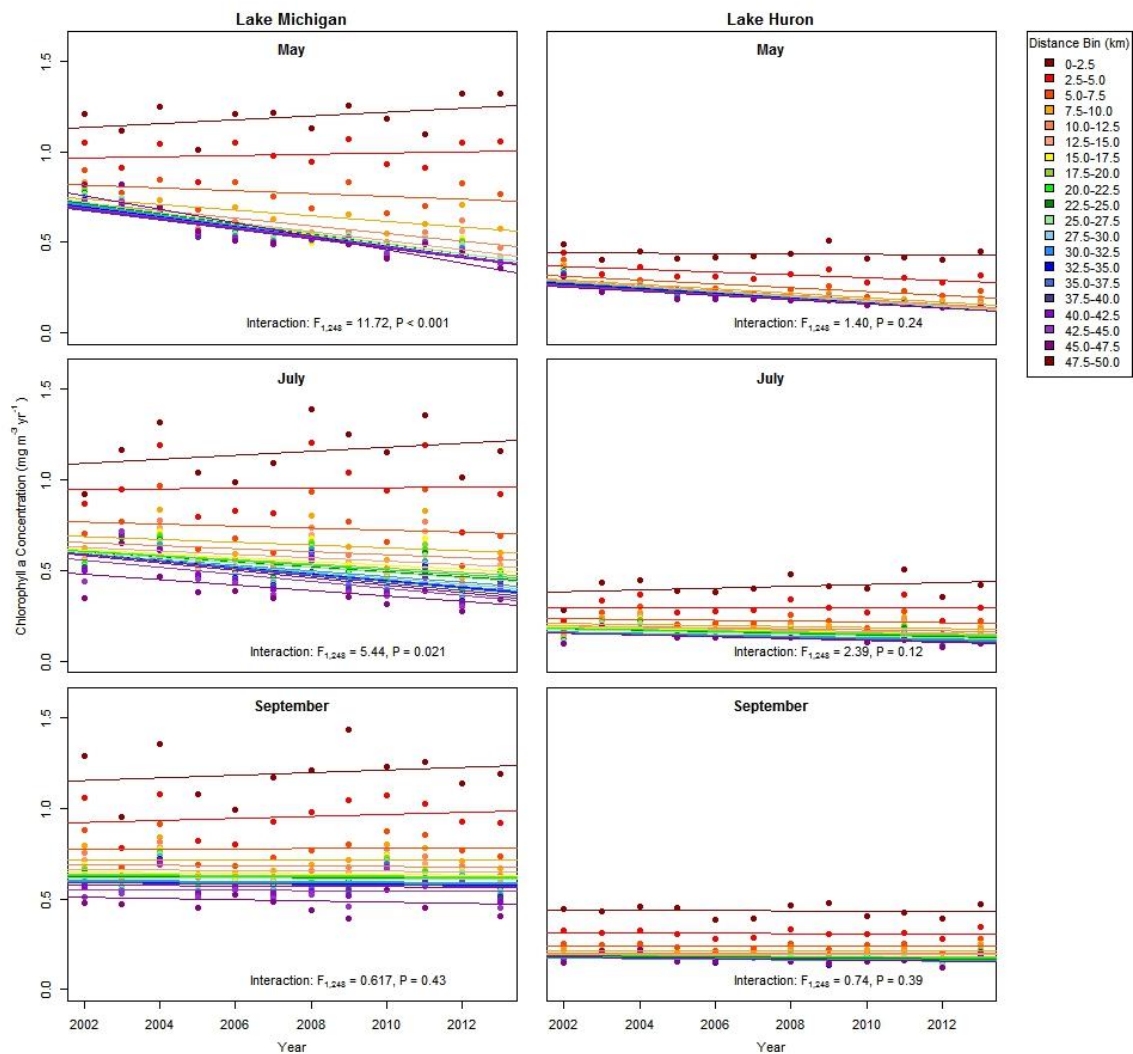 Lake Michigan
Lake Huron
May
May
Distance Bin (km)
0-2.5
2.5-5.0
5.0-7.5
7.5-10.0
10.0-12.5
12.5-15.0
15.0-17.5
17.5-20.0
20.0-22.5
22.5-25.0
25.0-27.5
27.5-30.0
30.0-32.5
32.5-35.0
35.0-37.5
37.5-40.0
40.0-42.5
42.5-45.0
45.0-47.5
47.5-50.0
1.5
1.0
0.5
0.0
Interaction: F1,248 = 11.72, P < 0.001
Interaction: F1,248 = 1.40, P = 0.24
July
July
Chlorophyll a Concentration (mg m-3 yr-1)
1.5
1.0
0.5
0.0
Interaction: F1,248 = 5.44, P = 0.021
Interaction: F1,248 = 2.39, P = 0.12
September
September
1.5
1.0
0.5
0.0
Interaction: F1,248 = 0.617, P = 0.43
Interaction: F1,248 = 0.74, P = 0.39
2002 2004 2006 2008 2010 2012
2002 2004 2006 2008 2010 2012
Year
Year